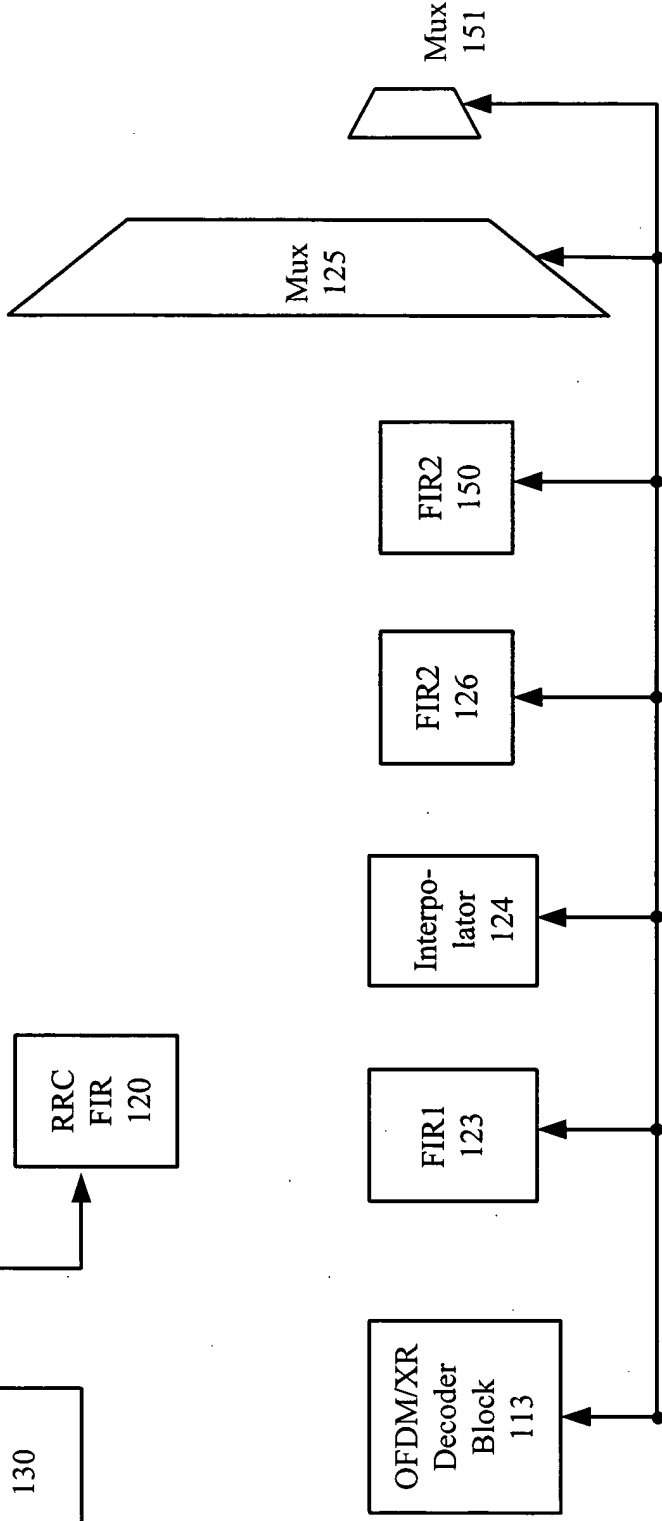 130
RRC
FIR
120
OFDM/XR
Decoder
Block
113
FIR1
123
Interpo-
lator
124
FIR2
126
FIR2
150
Mux
125
Mux
151